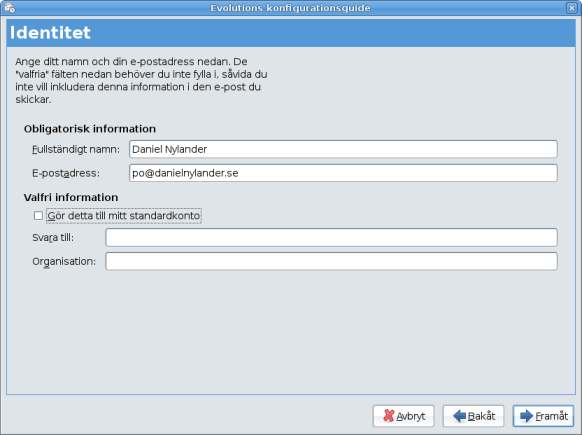 Evolutions konfigurationsguide
Identitet
Ange ditt namn och din e-postadress nedan. De
"valfria" fälten nedan behöver du inte fylla i, såvida du
inte vill inkludera denna information i den e-post du
skickar.
Obligatorisk information
Fullständigt namn: Daniel Nylander
E-postadress: po@danielnylander.se
Valfri information
Gör detta till mitt standardkonto
Svara till:
Organisation:
Avbryt Bakåt Framåt